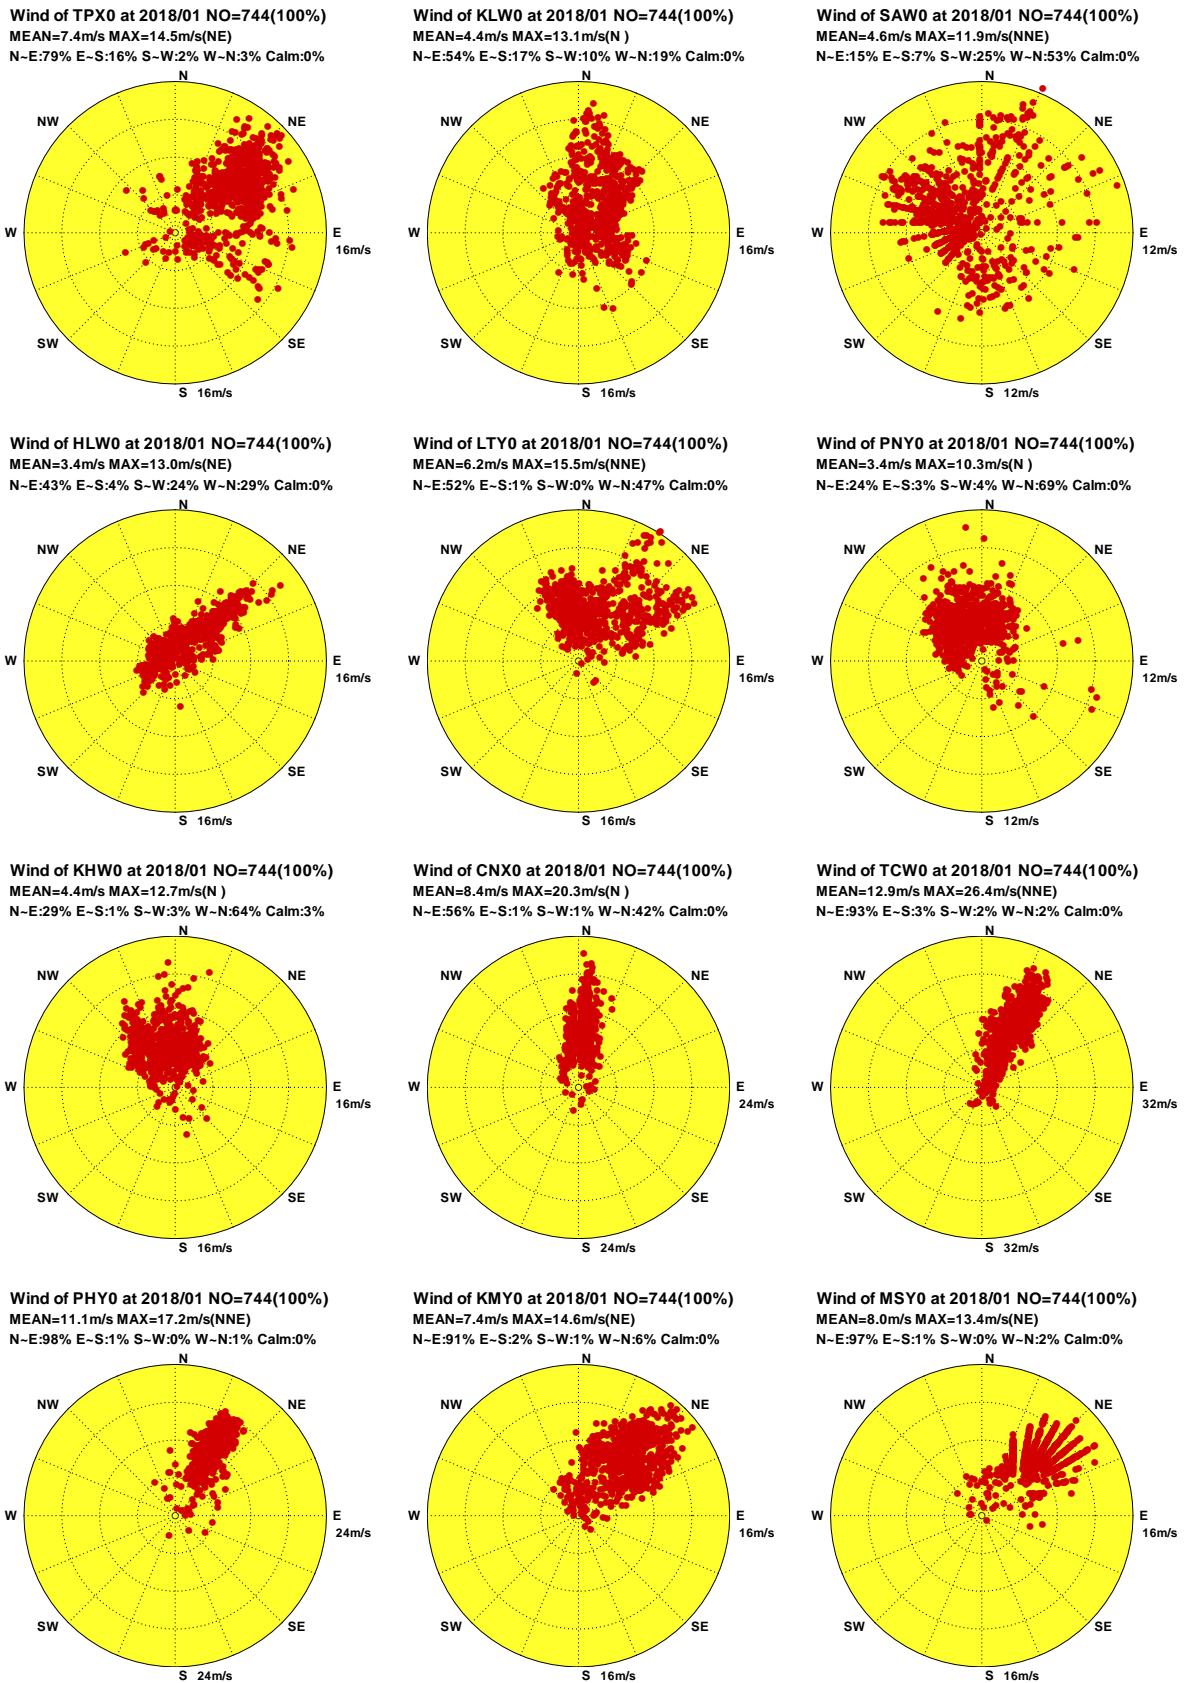 Wind of TPX0 at 2018/01 NO=744(100%)
MEAN=7.4m/s MAX=14.5m/s(NE)
N~E:79% E~S:16% S~W:2% W~N:3% Calm:0%
N
NW
NE
W
E
16m/s
SW
SE
S 16m/s
Wind of KLW0 at 2018/01 NO=744(100%)
MEAN=4.4m/s MAX=13.1m/s(N )
N~E:54% E~S:17% S~W:10% W~N:19% Calm:0%
N
NW
NE
W
E
16m/s
SW
SE
S 16m/s
Wind of SAW0 at 2018/01 NO=744(100%)
MEAN=4.6m/s MAX=11.9m/s(NNE)
N~E:15% E~S:7% S~W:25% W~N:53% Calm:0%
N
NW
NE
W
E
12m/s
SW
SE
S 12m/s
Wind of HLW0 at 2018/01 NO=744(100%)
MEAN=3.4m/s MAX=13.0m/s(NE)
N~E:43% E~S:4% S~W:24% W~N:29% Calm:0%
N
NW
NE
W
E
16m/s
SW
SE
S 16m/s
Wind of LTY0 at 2018/01 NO=744(100%)
MEAN=6.2m/s MAX=15.5m/s(NNE)
N~E:52% E~S:1% S~W:0% W~N:47% Calm:0%
N
NW
NE
W
E
16m/s
SW
SE
S 16m/s
Wind of PNY0 at 2018/01 NO=744(100%)
MEAN=3.4m/s MAX=10.3m/s(N )
N~E:24% E~S:3% S~W:4% W~N:69% Calm:0%
N
NW
NE
W
E
12m/s
SW
SE
S 12m/s
Wind of KHW0 at 2018/01 NO=744(100%)
MEAN=4.4m/s MAX=12.7m/s(N )
N~E:29% E~S:1% S~W:3% W~N:64% Calm:3%
N
NW
NE
W
E
16m/s
SW
SE
S 16m/s
Wind of CNX0 at 2018/01 NO=744(100%)
MEAN=8.4m/s MAX=20.3m/s(N )
N~E:56% E~S:1% S~W:1% W~N:42% Calm:0%
N
NW
NE
W
E
24m/s
SW
SE
S 24m/s
Wind of TCW0 at 2018/01 NO=744(100%)
MEAN=12.9m/s MAX=26.4m/s(NNE)
N~E:93% E~S:3% S~W:2% W~N:2% Calm:0%
N
NW
NE
W
E
32m/s
SW
SE
S 32m/s
Wind of PHY0 at 2018/01 NO=744(100%)
MEAN=11.1m/s MAX=17.2m/s(NNE)
N~E:98% E~S:1% S~W:0% W~N:1% Calm:0%
N
NW
NE
W
E
24m/s
SW
SE
S 24m/s
Wind of KMY0 at 2018/01 NO=744(100%)
MEAN=7.4m/s MAX=14.6m/s(NE)
N~E:91% E~S:2% S~W:1% W~N:6% Calm:0%
N
NW
NE
W
E
16m/s
SW
SE
S 16m/s
Wind of MSY0 at 2018/01 NO=744(100%)
MEAN=8.0m/s MAX=13.4m/s(NE)
N~E:97% E~S:1% S~W:0% W~N:2% Calm:0%
N
NW
NE
W
E
16m/s
SW
SE
S 16m/s